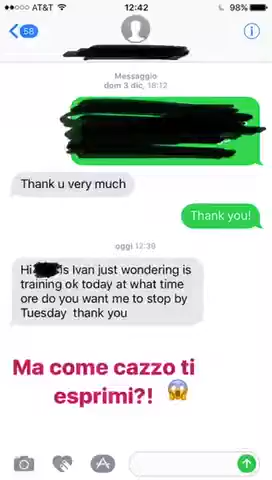 AT&T 12:42 98%
58
Messaggio
dom 3 dic, 18:12
Thank u very much
Thank you!
oggi 12:39
Hi s Ivan just wondering is
training ok today at what time
ore do you want me to stop by
Tuesday thank you
Ma come cazzo ti
esprimi?! 😱